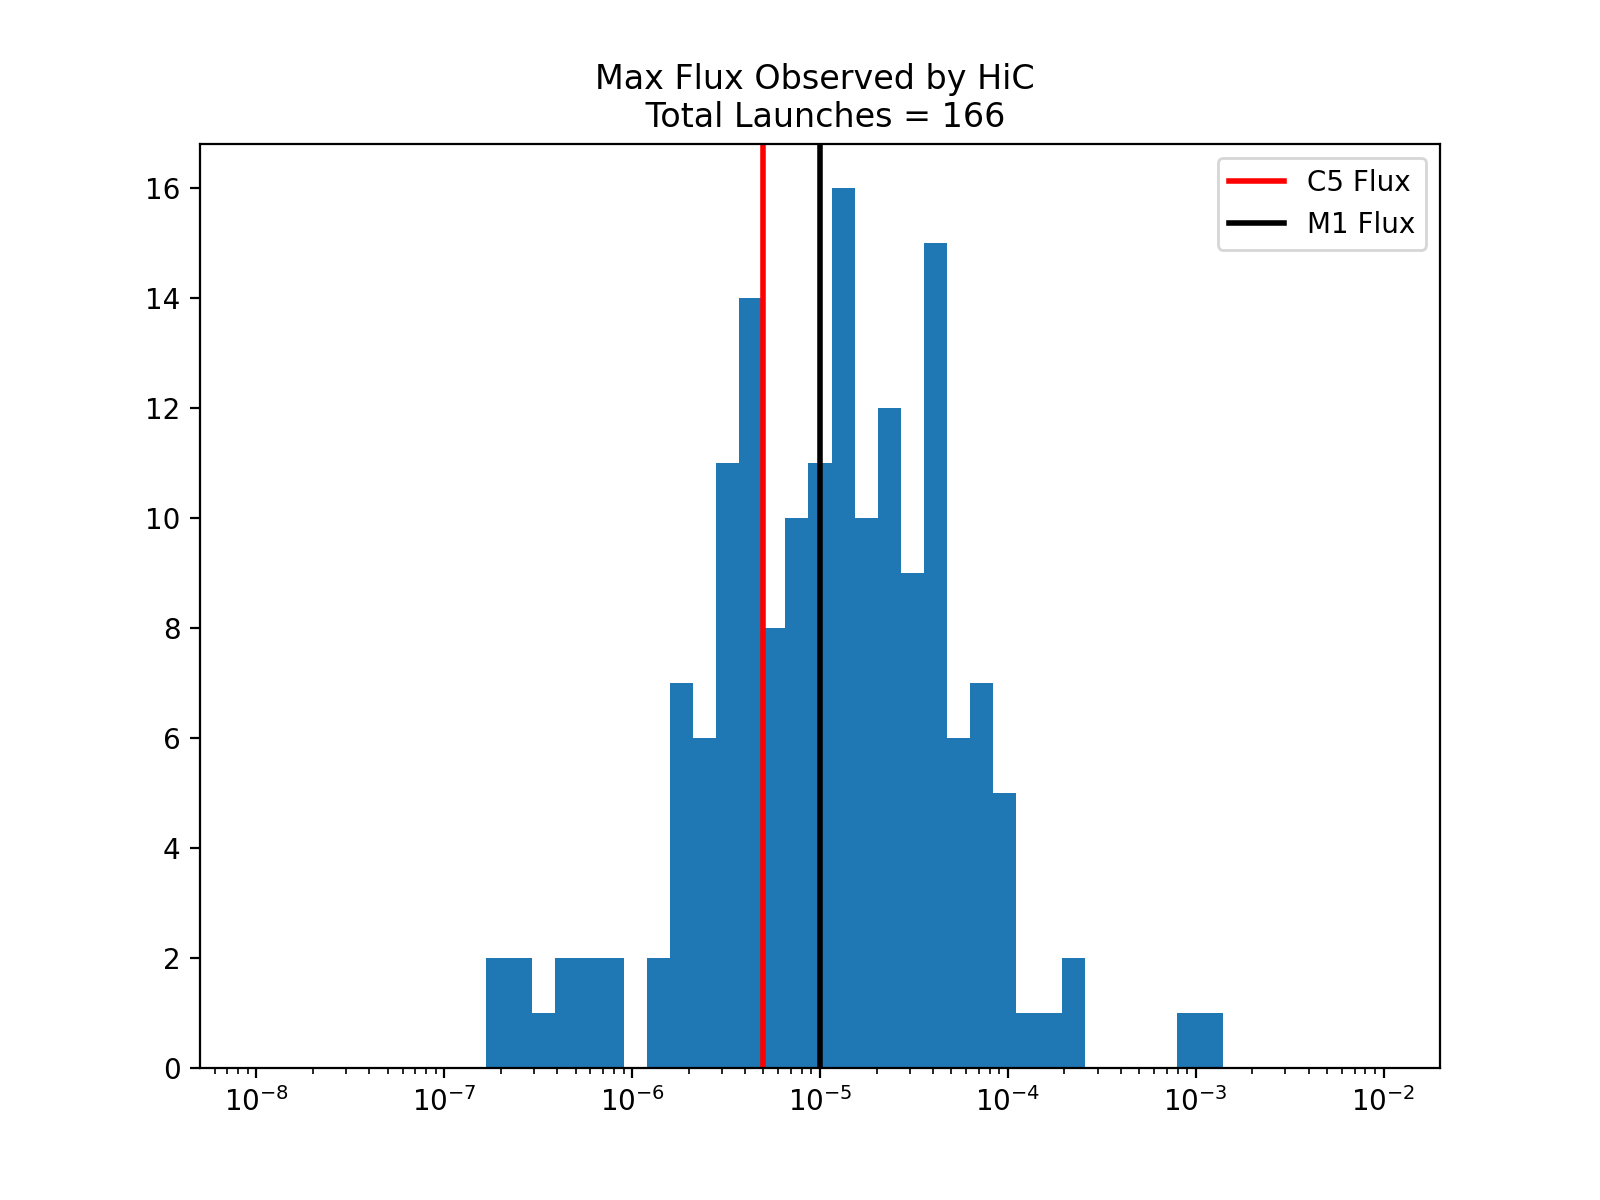 Max Flux Observed by HiC
Total Launches = 166
C5 Flux
M1 Flux
16
14
12
10
8
6
4
2
0
10⁻⁸ 10⁻⁷ 10⁻⁶ 10⁻⁵ 10⁻⁴ 10⁻³ 10⁻²